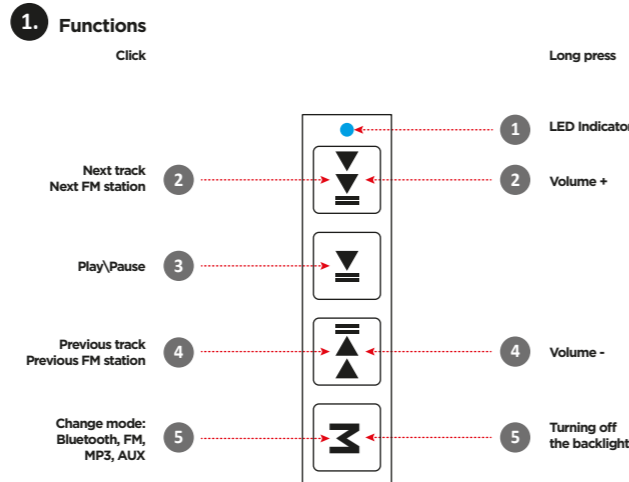 1. Functions
Click
Long press
1 LED Indicator
Next track
Next FM station
2
2 Volume +
Play\Pause 3
Previous track
Previous FM station
4
4 Volume -
Change mode:
Bluetooth, FM,
MP3, AUX
5
M
5
Turning off
the backlight